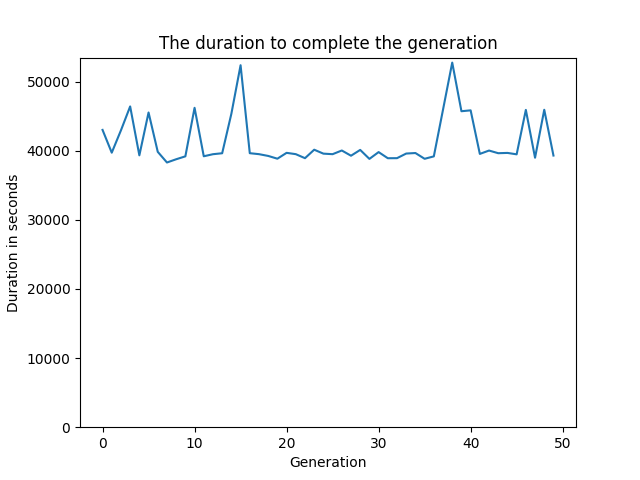 The duration to complete the generation
50000
40000
30000
20000
10000
0
Duration in seconds
0 10 20 30 40 50
Generation